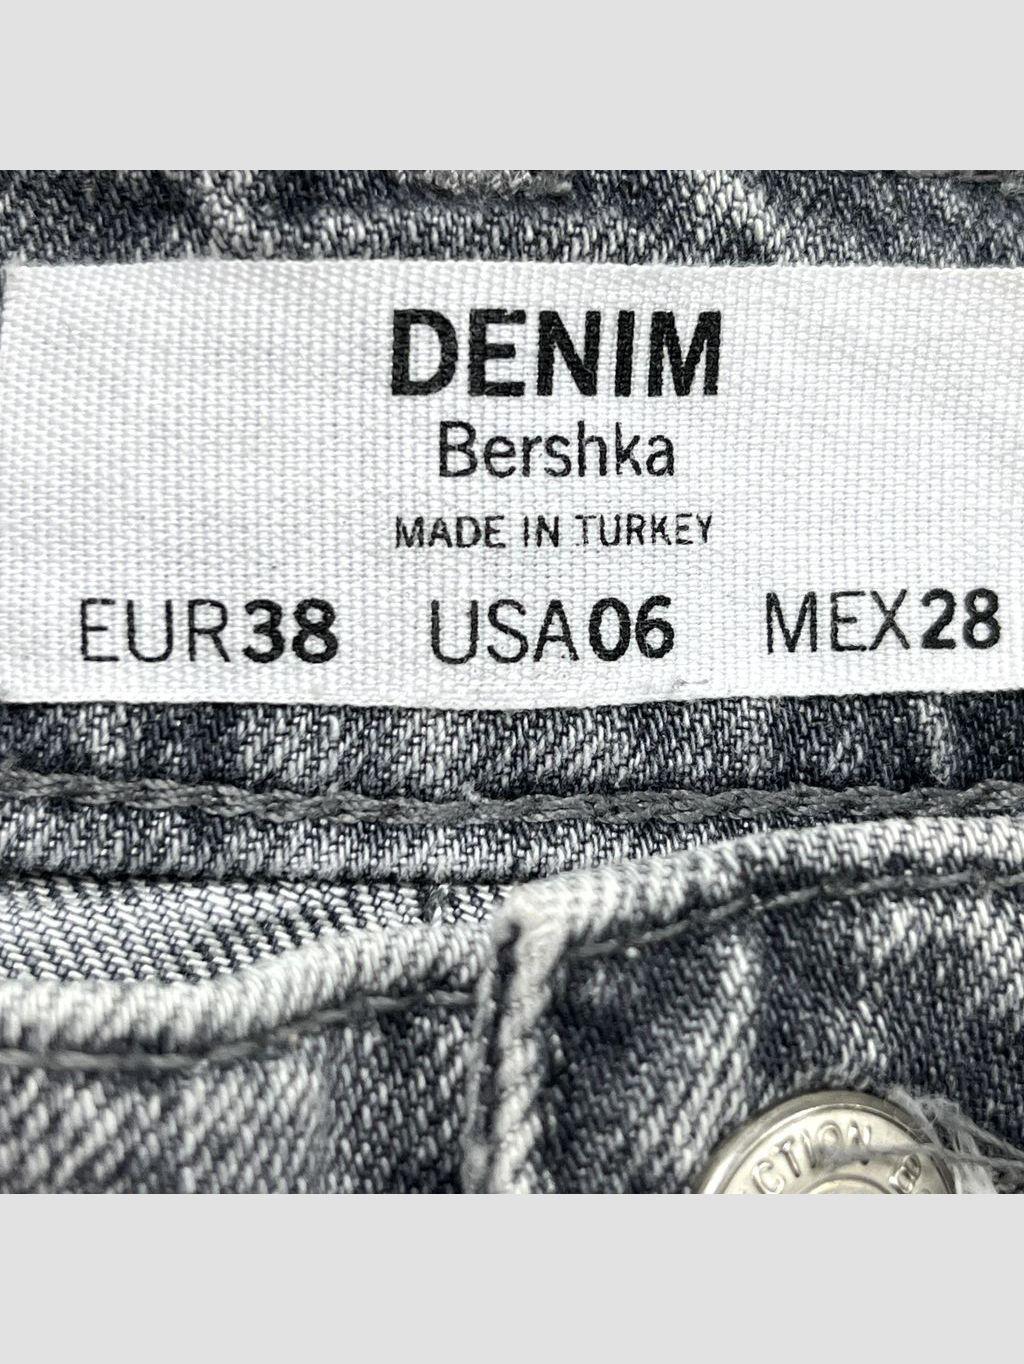 DENIM
Bershka
MADE IN TURKEY
EUR38 USA06 MEX28